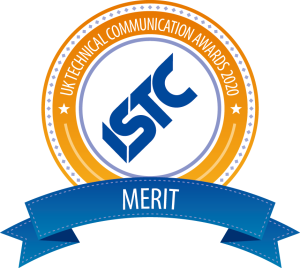 UK TECHNICAL COMMUNICATION AWARDS 2020
ISTC
MERIT